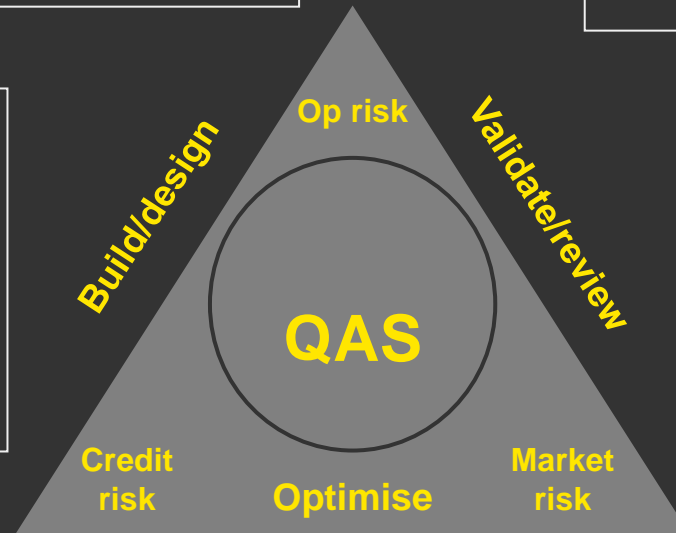 Op risk
Build/design
Validate/review
QAS
Credit
risk
Optimise
Market
risk